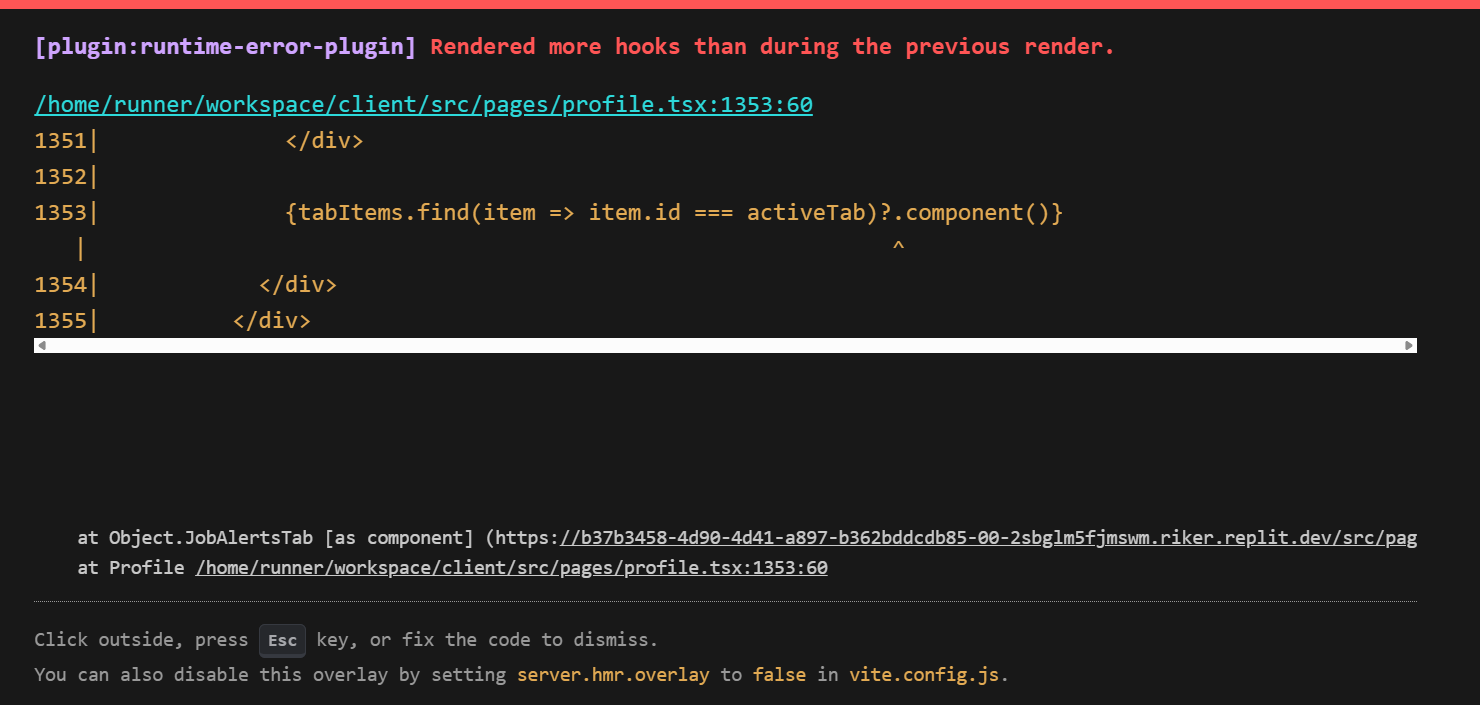 [plugin:runtime-error-plugin] Rendered more hooks than during the previous render.
/home/runner/workspace/client/src/pages/profile.tsx:1353:60
1351|              </div>
1352|
1353|              {tabItems.find(item => item.id === activeTab)?.component()}
   |                                                             ^
1354|            </div>
1355|          </div>
at Object.JobAlertsTab [as component] (https://b37b3458-4d90-4d41-a897-b362bddcdb85-00-2sbglm5fjmswm.riker.replit.dev/src/pag
at Profile /home/runner/workspace/client/src/pages/profile.tsx:1353:60
Click outside, press Esc key, or fix the code to dismiss.
You can also disable this overlay by setting server.hmr.overlay to false in vite.config.js.